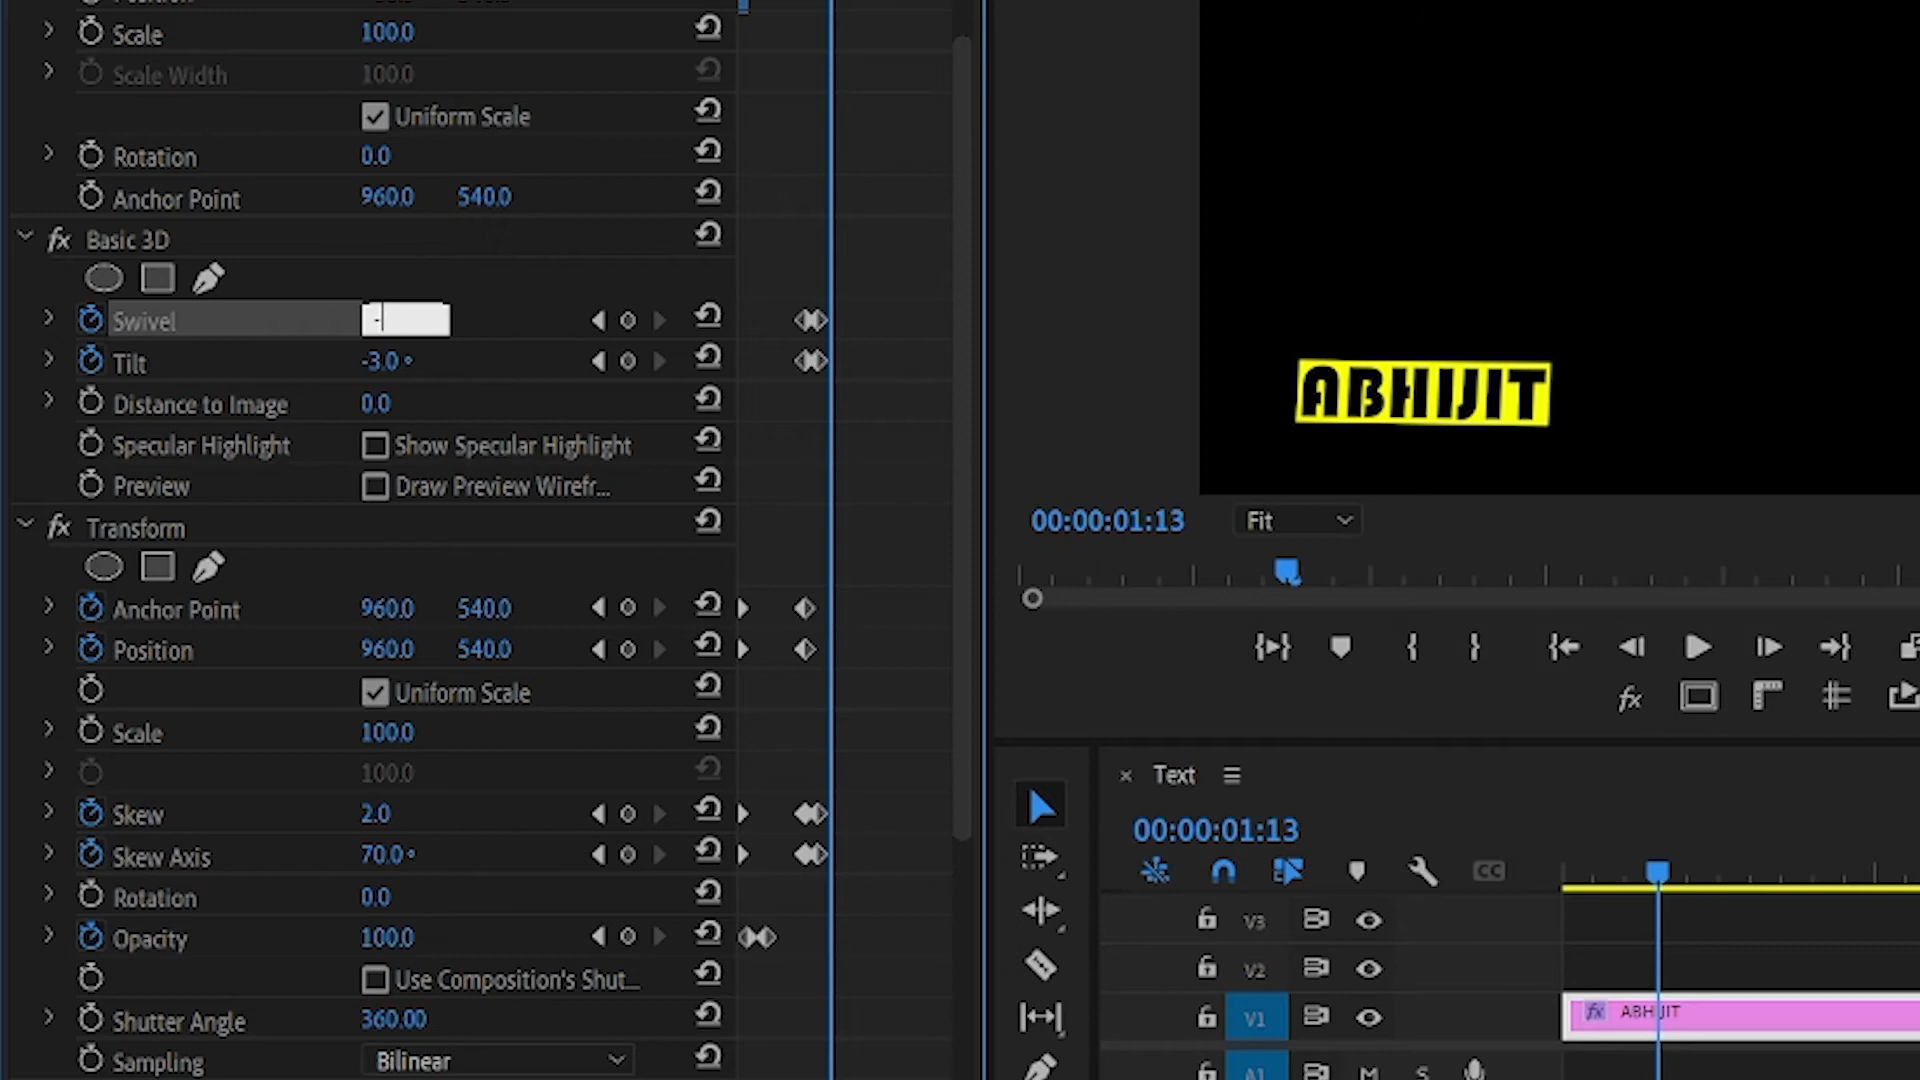 Scale 100.0
Scale Width 100.0
Uniform Scale
Rotation 0.0
Anchor Point 960.0 540.0
fx Basic 3D
Swivel -
Tilt -3.0 °
Distance to Image 0.0
Specular Highlight Show Specular Highlight
Preview Draw Preview Wirefr...
fx Transform
Anchor Point 960.0 540.0
Position 960.0 540.0
Uniform Scale
Scale 100.0
100.0
Skew 2.0
Skew Axis 70.0 °
Rotation 0.0
Opacity 100.0
Use Composition's Shut...
Shutter Angle 360.00
Sampling Bilinear
ABHIJIT
00:00:01:13 Fit
fx
× Text
00:00:01:13
CC
V3
V2
V1 fx ABHIJIT
A1 M S